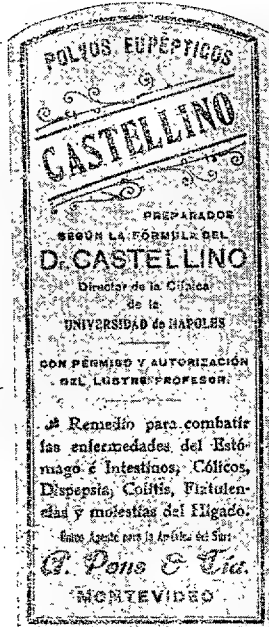 POLVOS EUPÉPTICOS
CASTELLINO
PREPARADOS
SEGÚN LA FÓRMULA DEL
D. CASTELLINO
Director de la Clínica
de la
UNIVERSIDAD de NAPOLES
CON PERMISO Y AUTORIZACIÓN
DEL ILUSTRE PROFESOR.
Remedio para combatir
las enfermedades del Estó-
mago é Intestinos, Cólicos,
Dispepsia, Colitis, Flatulen-
cias y molestias del Hígado.
Único Agente para la América del Sur:
P. Pons & Cía.
MONTEVIDEO